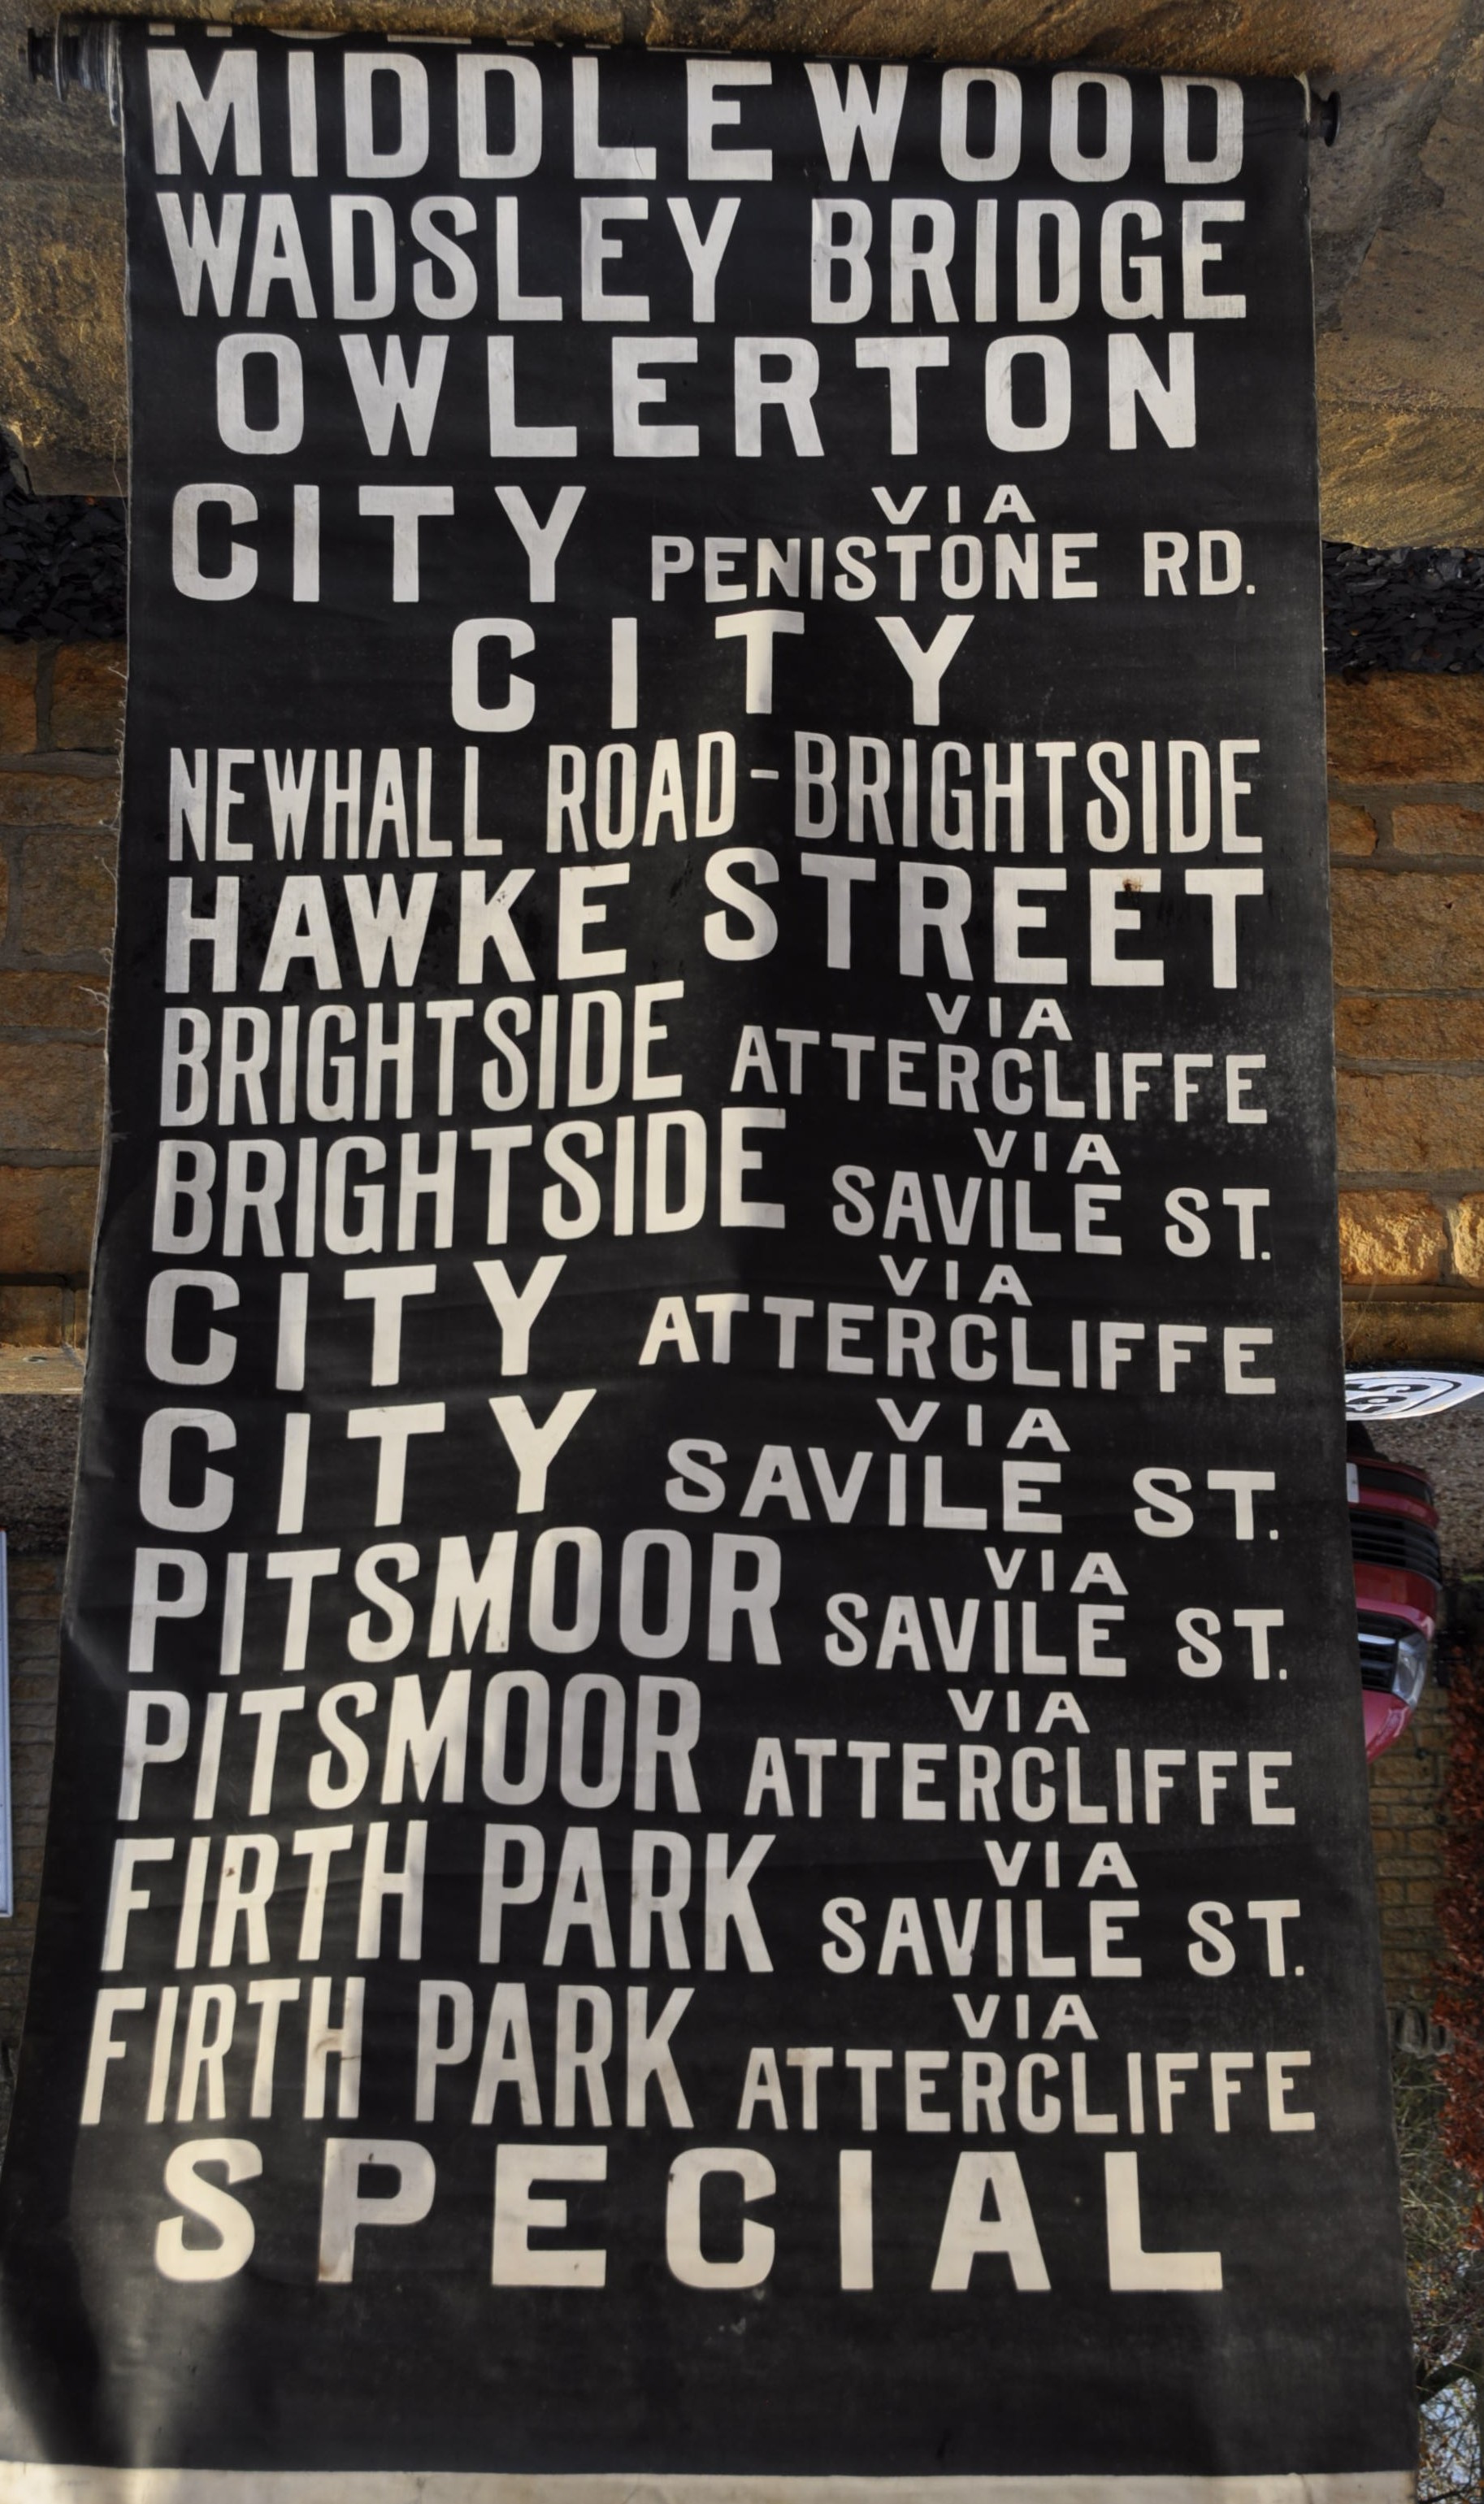 MIDDLEWOOD
WADSLEY BRIDGE
OWLERTON
CITY VIA PENISTONE RD.
CITY
NEWHALL ROAD-BRIGHTSIDE
HAWKE STREET
BRIGHTSIDE VIA ATTERCLIFFE
BRIGHTSIDE VIA SAVILE ST.
CITY VIA ATTERCLIFFE
CITY VIA SAVILE ST.
PITSMOOR VIA SAVILE ST.
PITSMOOR VIA ATTERCLIFFE
FIRTH PARK VIA SAVILE ST.
FIRTH PARK VIA ATTERCLIFFE
SPECIAL